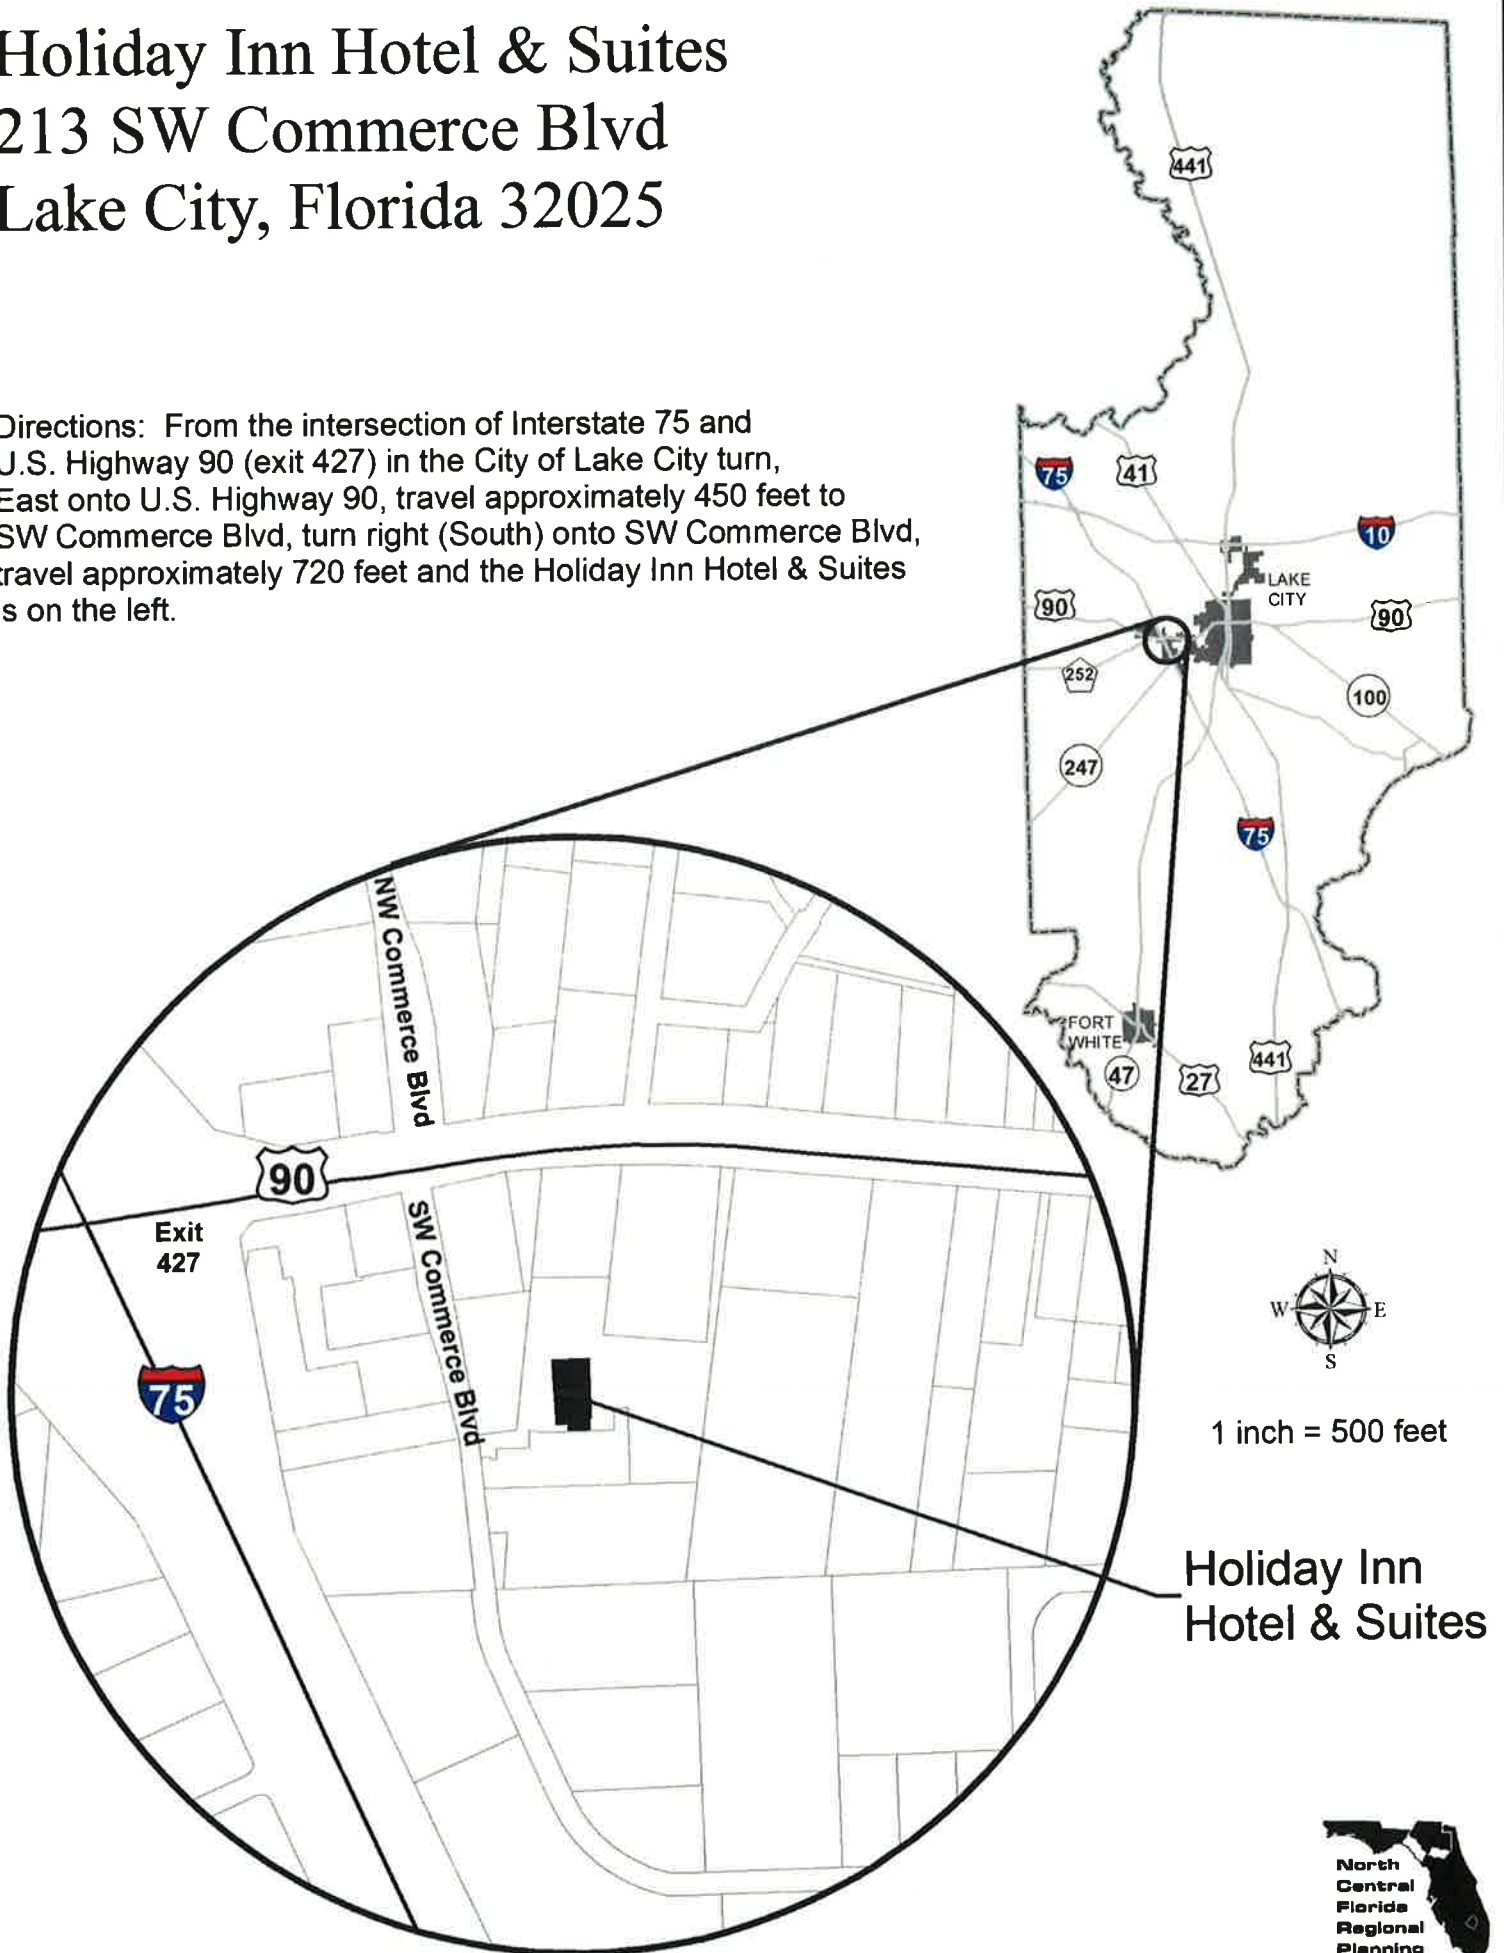 Holiday Inn Hotel & Suites
213 SW Commerce Blvd
Lake City, Florida 32025
Directions: From the intersection of Interstate 75 and
U.S. Highway 90 (exit 427) in the City of Lake City turn,
East onto U.S. Highway 90, travel approximately 450 feet to
SW Commerce Blvd, turn right (South) onto SW Commerce Blvd,
travel approximately 720 feet and the Holiday Inn Hotel & Suites
is on the left.
441
75
41
10
LAKE
CITY
90
90
252
100
247
75
FORT
WHITE
47
27
441
NW Commerce Blvd
90
Exit
427
SW Commerce Blvd
75
N
W
E
S
1 inch = 500 feet
Holiday Inn
Hotel & Suites
North
Central
Florida
Regional
Planning